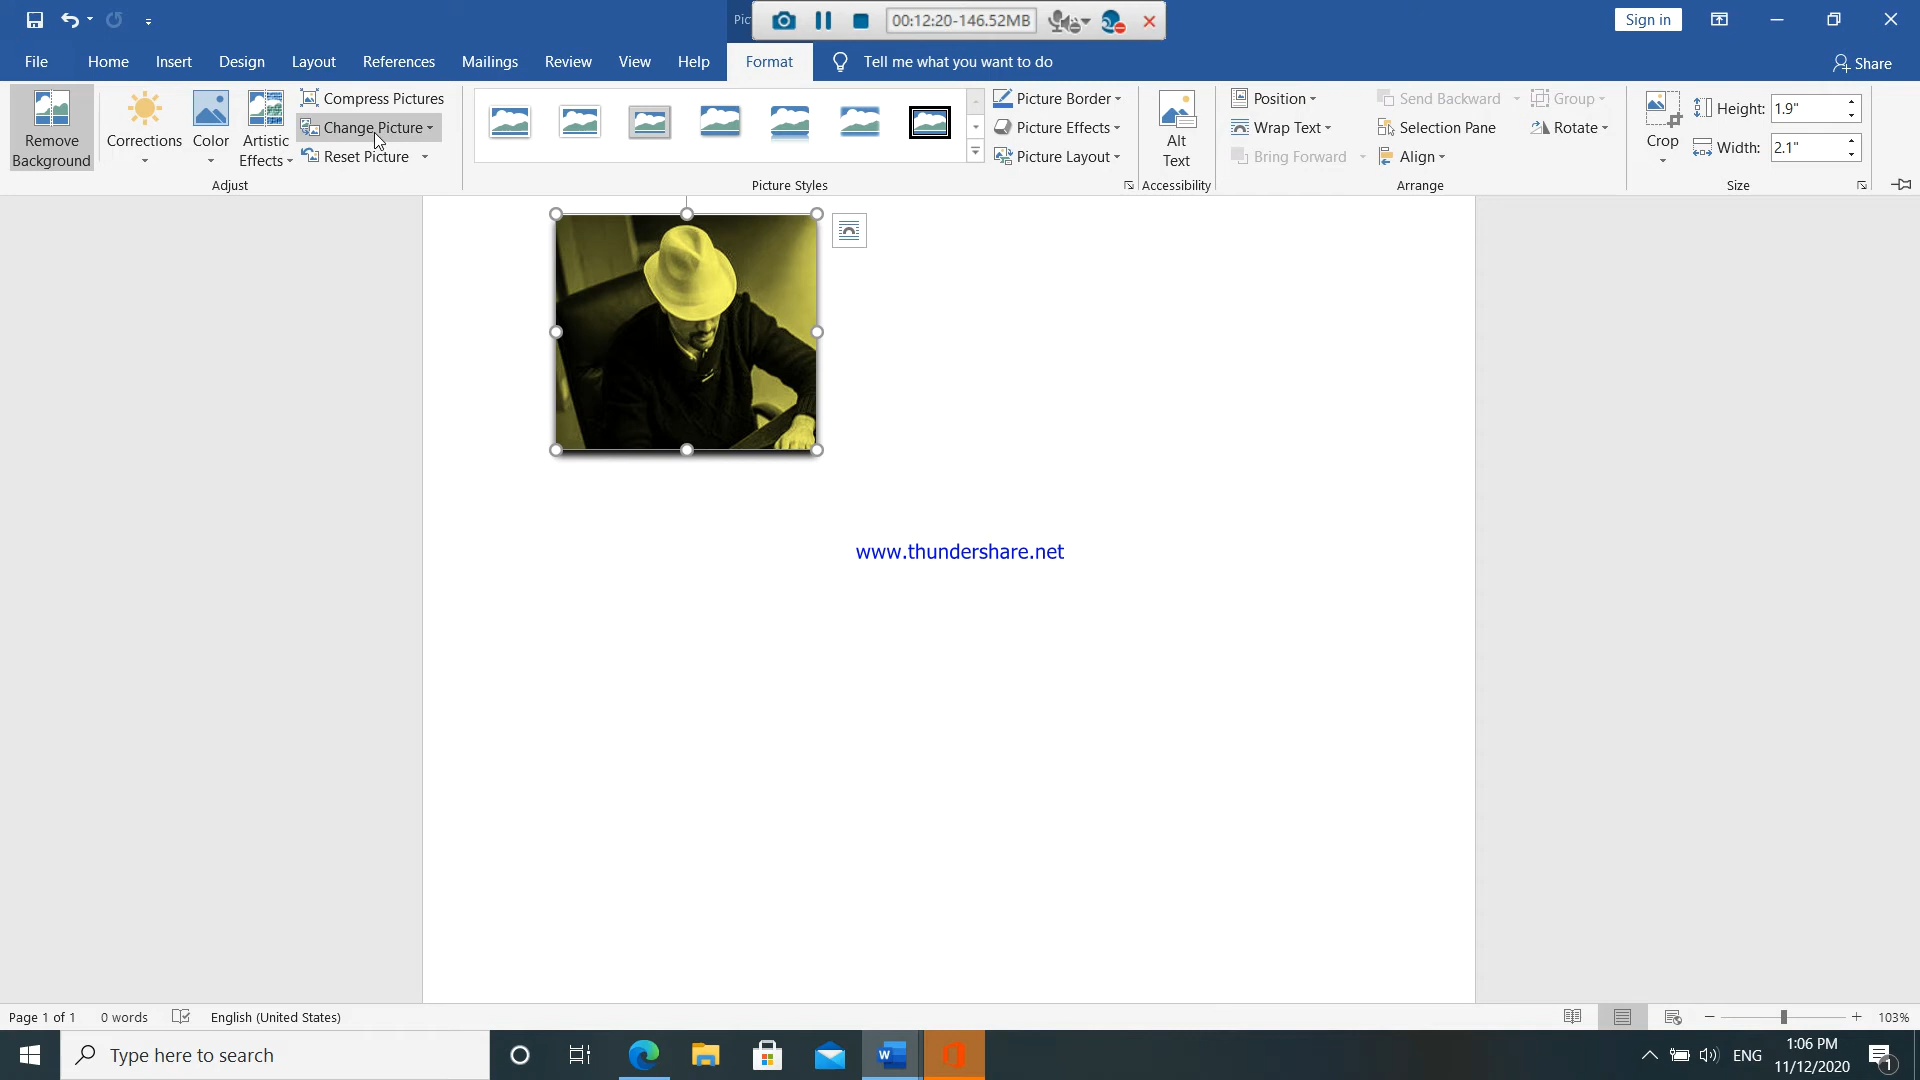 Pic
00:12:20-146.52MB
Sign in
File Home Insert Design Layout References Mailings Review View Help Format Tell me what you want to do Share
Remove Background
Corrections
Color
Artistic Effects
Compress Pictures
Change Picture
Reset Picture
Adjust
Picture Border
Picture Effects
Picture Layout
Picture Styles
Alt Text
Accessibility
Position
Wrap Text
Bring Forward
Send Backward
Selection Pane
Align
Group
Rotate
Arrange
Crop
Height: 1.9"
Width: 2.1"
Size
www.thundershare.net
Page 1 of 1 0 words English (United States) 103%
Type here to search
ENG
1:06 PM
11/12/2020
1